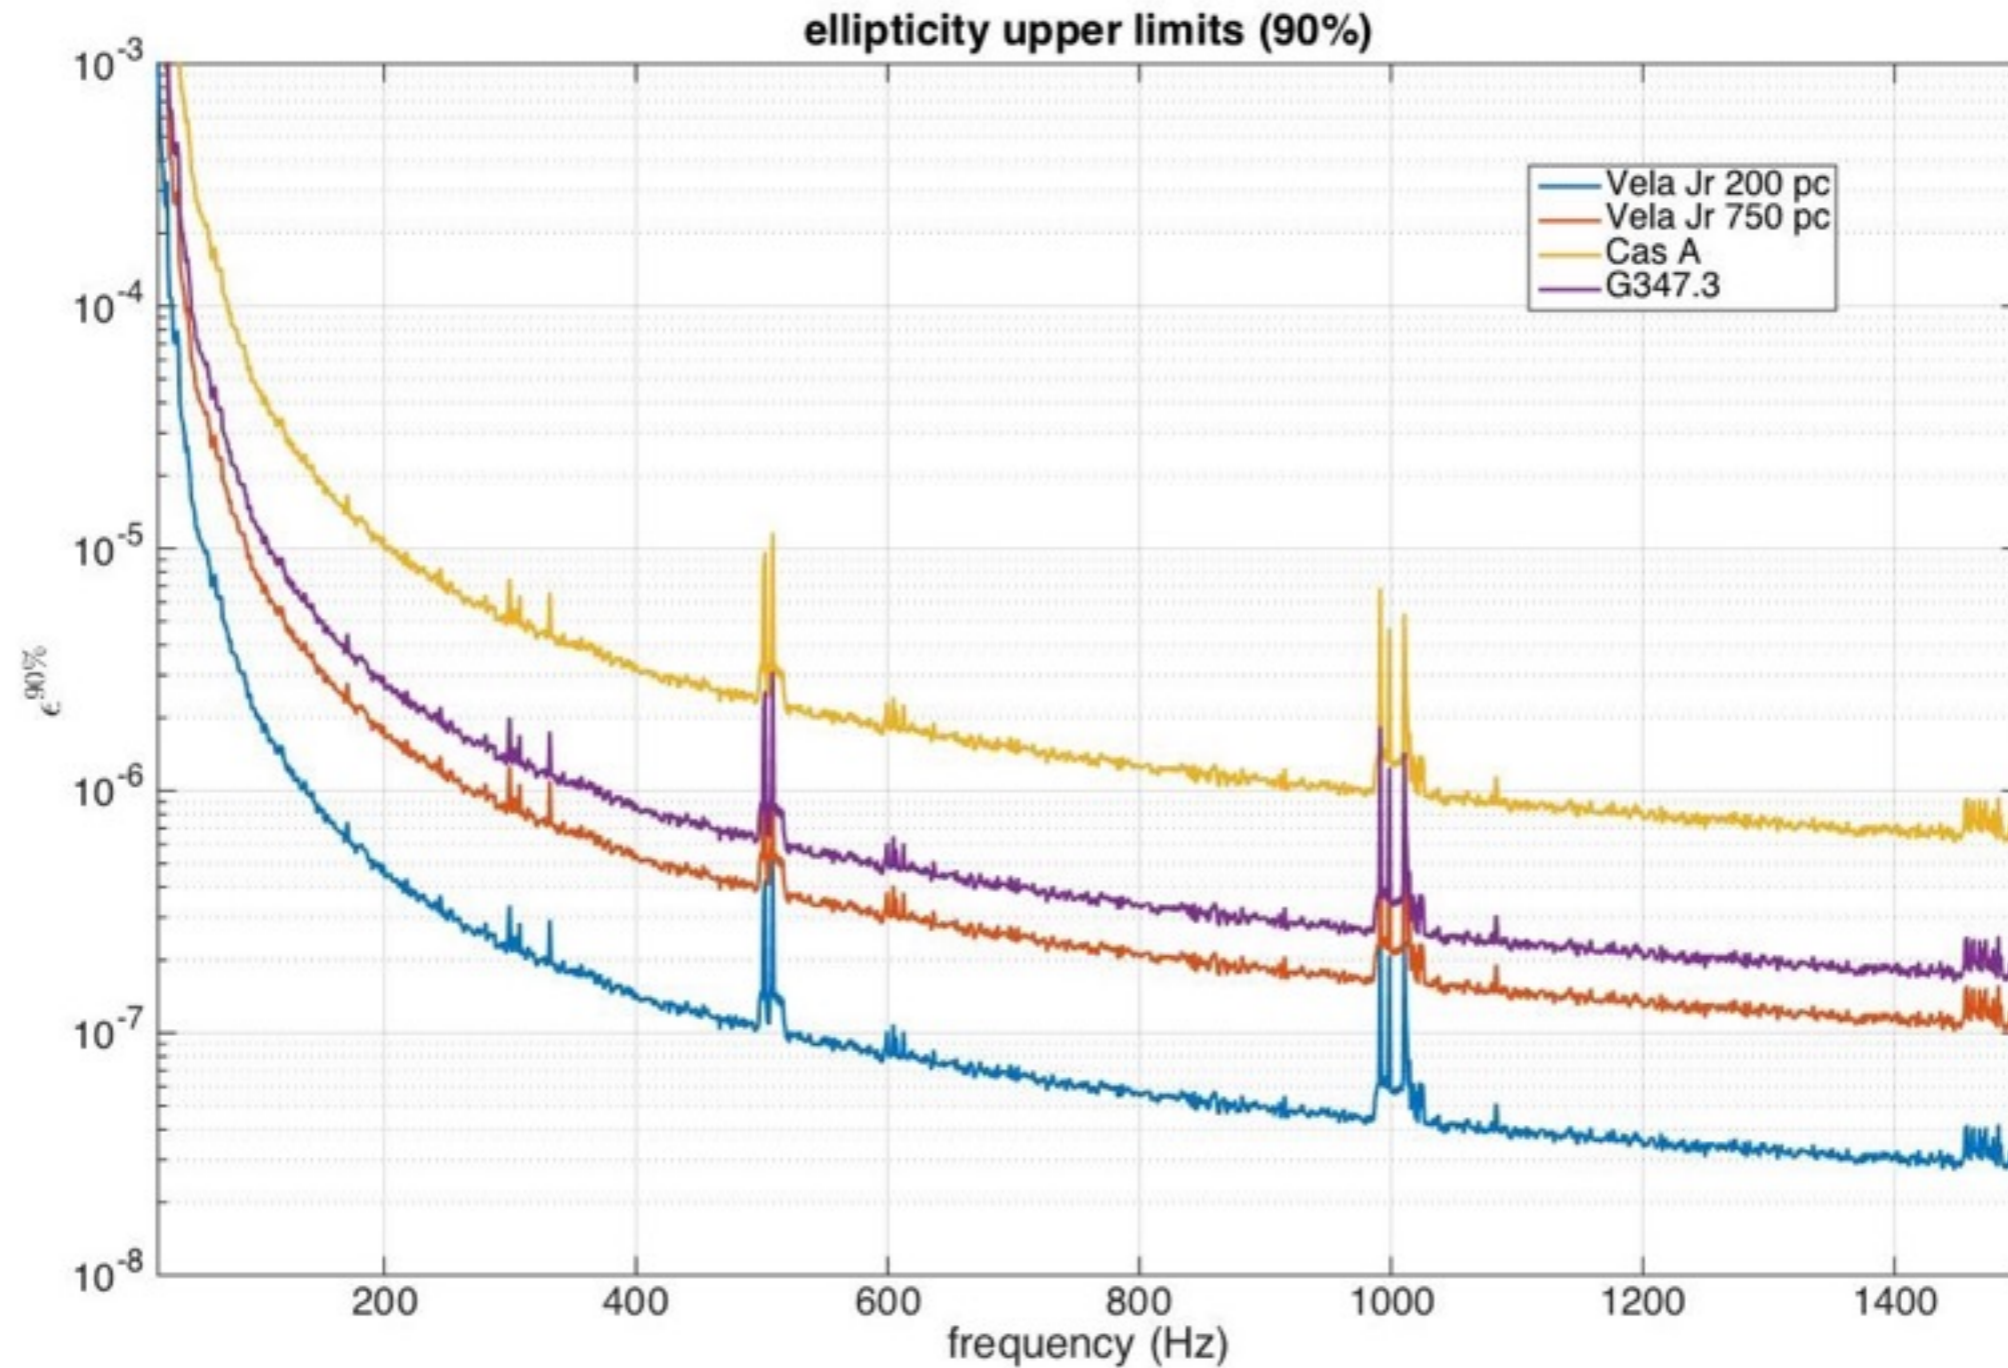 ellipticity upper limits (90%)
10^-3
10^-4
10^-5
10^-6
10^-7
10^-8
ϵ^90%
Vela Jr 200 pc
Vela Jr 750 pc
Cas A
G347.3
200 400 600 800 1000 1200 1400
frequency (Hz)